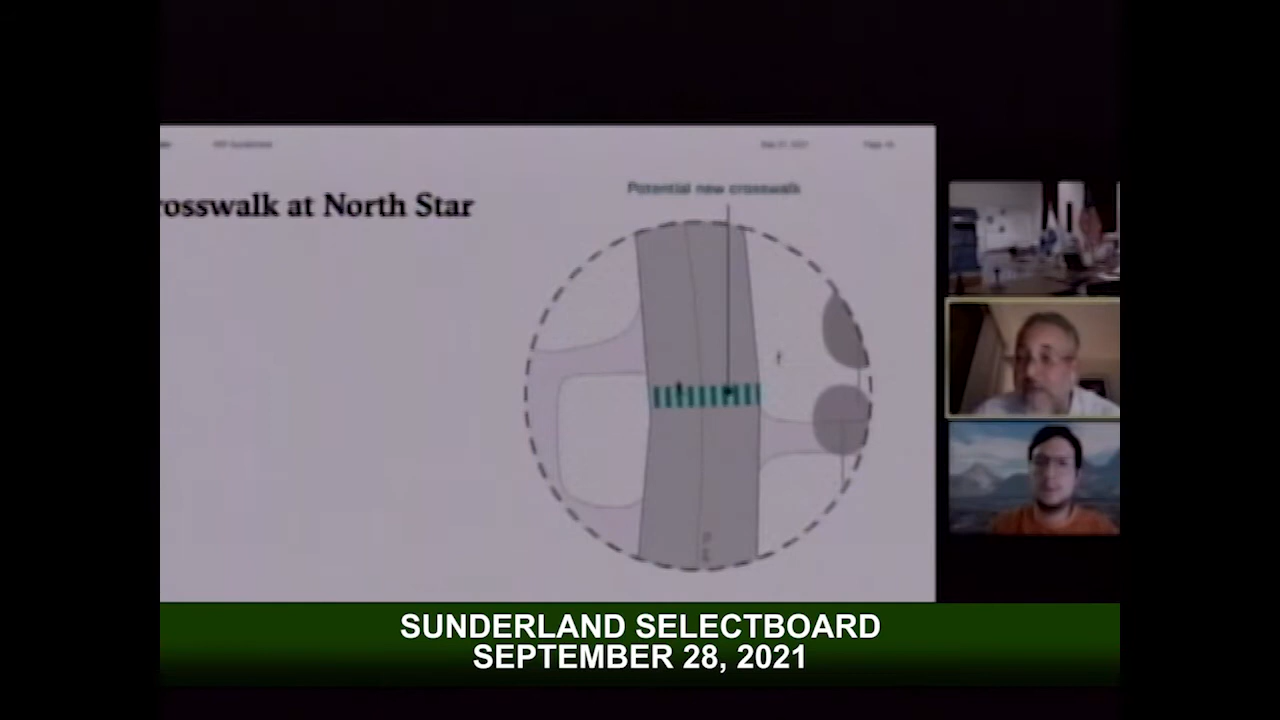 rosswalk at North Star
Potential new crosswalk
SUNDERLAND SELECTBOARD
SEPTEMBER 28, 2021